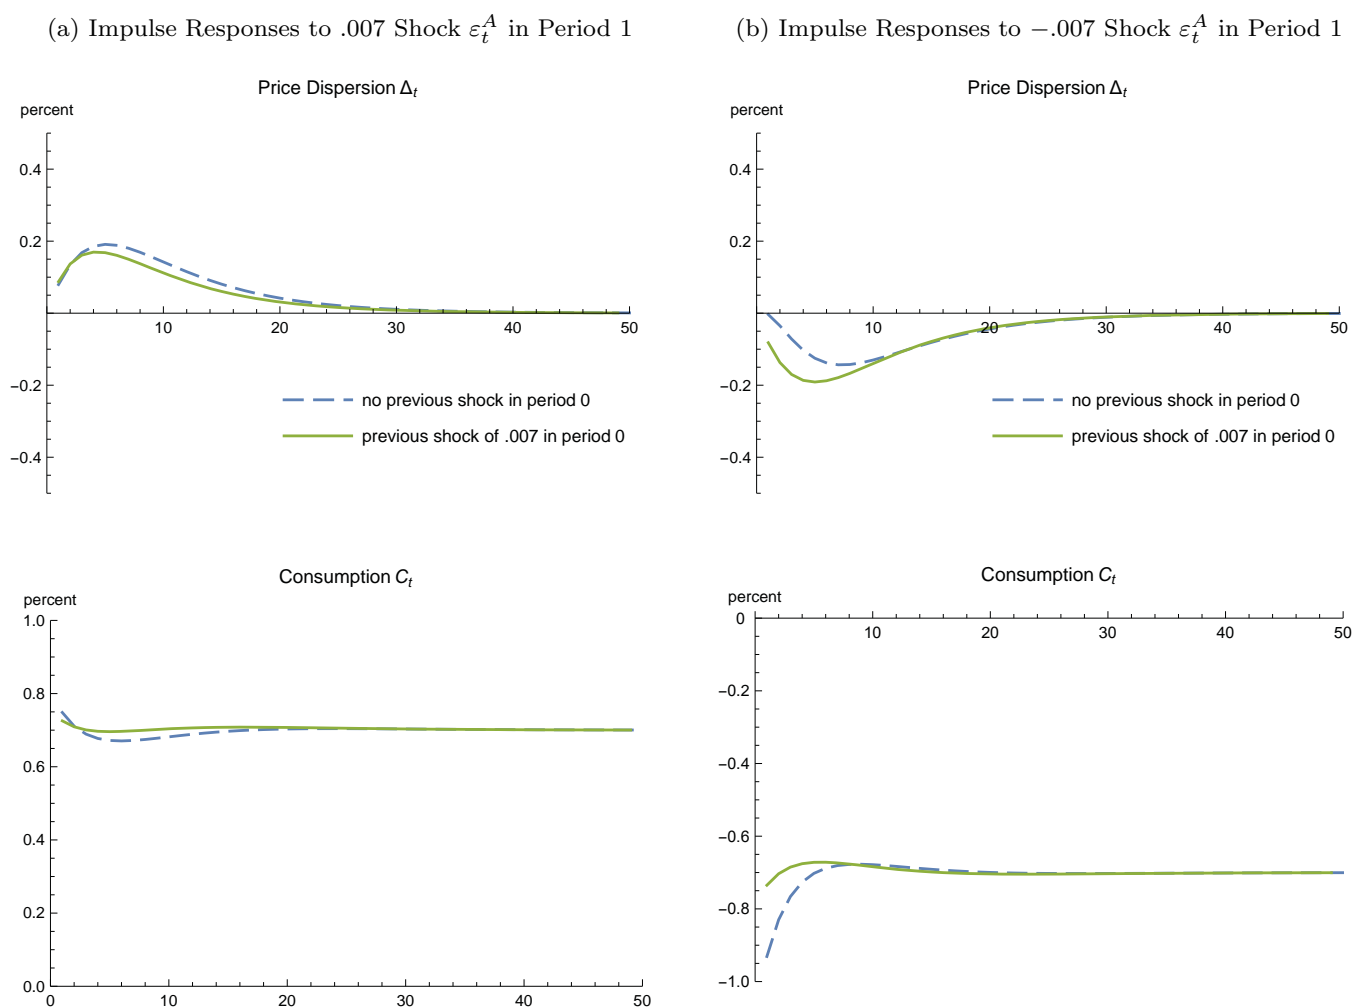 (a) Impulse Responses to .007 Shock ε_t^A in Period 1
(b) Impulse Responses to −.007 Shock ε_t^A in Period 1
Price Dispersion Δ_t
percent
0.4
0.2
−0.2
−0.4
10 20 30 40 50
no previous shock in period 0
previous shock of .007 in period 0
Price Dispersion Δ_t
percent
0.4
0.2
−0.2
−0.4
10 20 30 40 50
no previous shock in period 0
previous shock of .007 in period 0
Consumption C_t
percent
1.0
0.8
0.6
0.4
0.2
0.0
0 10 20 30 40 50
Consumption C_t
percent
0
10 20 30 40 50
−0.2
−0.4
−0.6
−0.8
−1.0